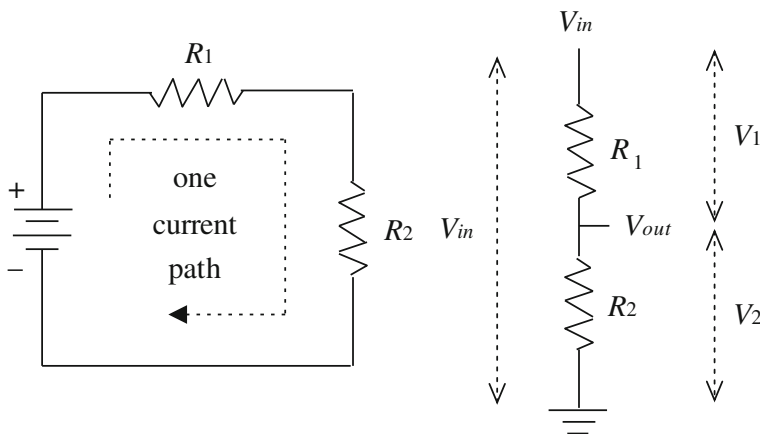 R1
+
−
one
current
path
R2
Vin
Vin
R1
Vout
R2
V1
V2